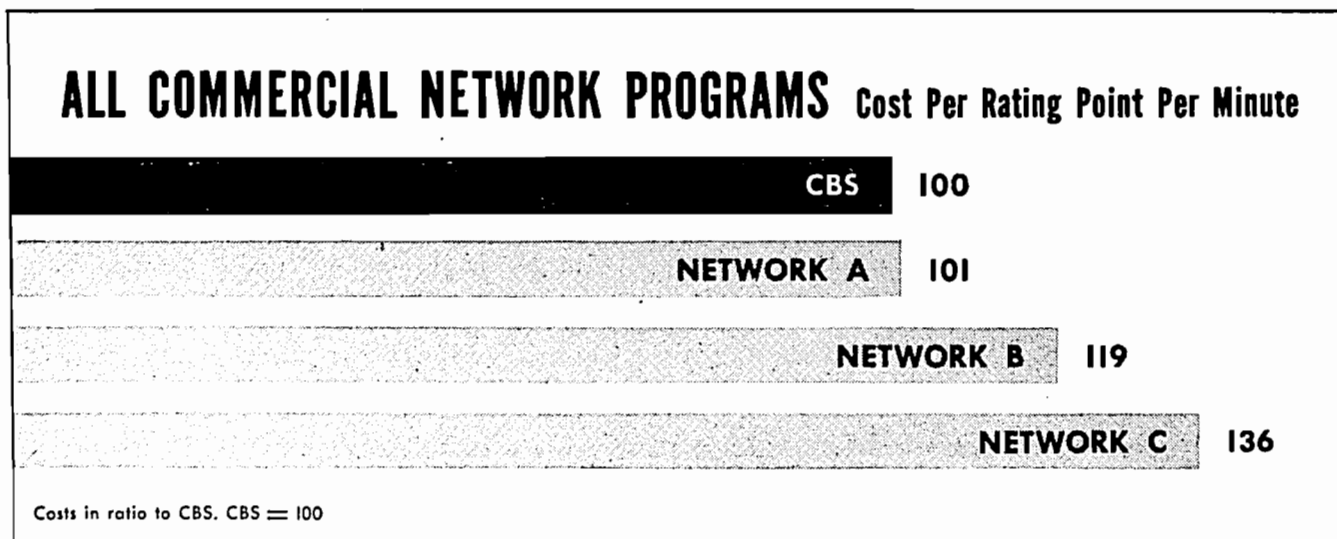 ALL COMMERCIAL NETWORK PROGRAMS Cost Per Rating Point Per Minute
CBS 100
NETWORK A 101
NETWORK B 119
NETWORK C 136
Costs in ratio to CBS. CBS = 100